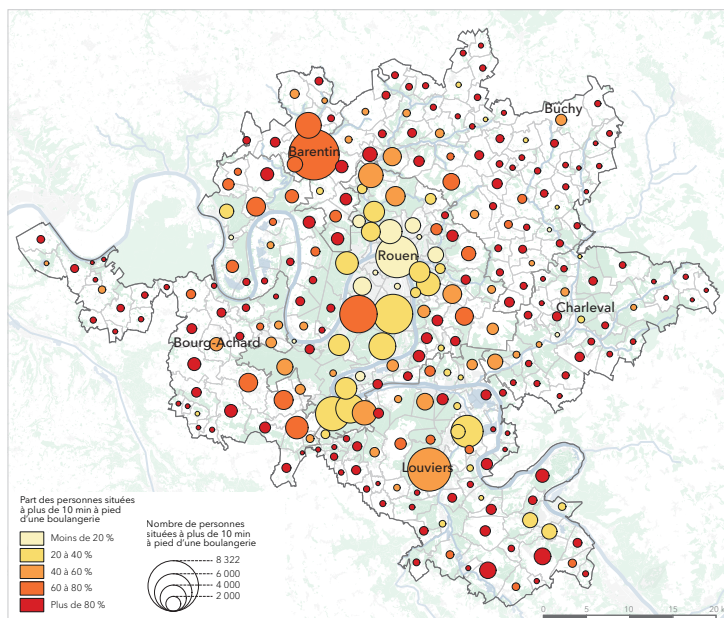 Buchy
Barentin
Rouen
Charleval
Bourg-Achard
Louviers
Part des personnes situées
à plus de 10 min à pied
d'une boulangerie
Moins de 20 %
20 à 40 %
40 à 60 %
60 à 80 %
Plus de 80 %
Nombre de personnes
situées à plus de 10 min
à pied d'une boulangerie
8 322
6 000
4 000
2 000
0 5 10 15 20